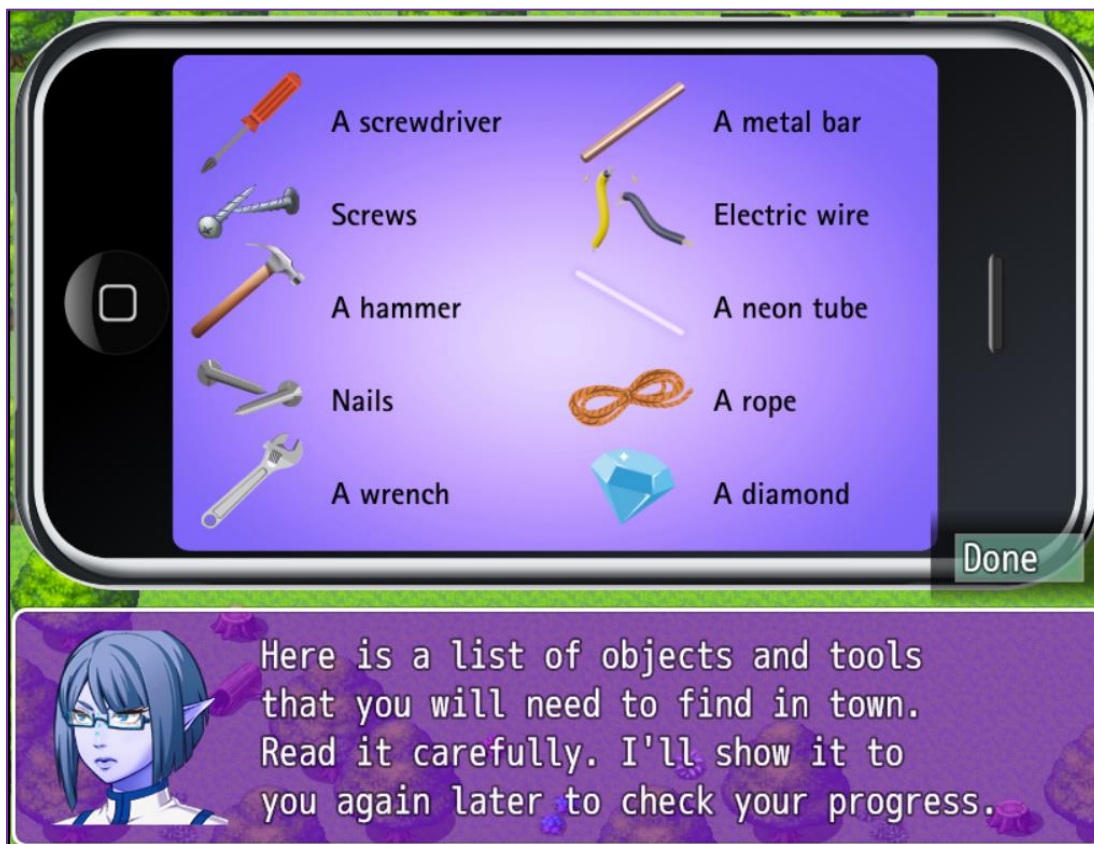 A screwdriver
A metal bar
Screws
Electric wire
A hammer
A neon tube
Nails
A rope
A wrench
A diamond
Done
Here is a list of objects and tools
that you will need to find in town.
Read it carefully. I'll show it to
you again later to check your progress.